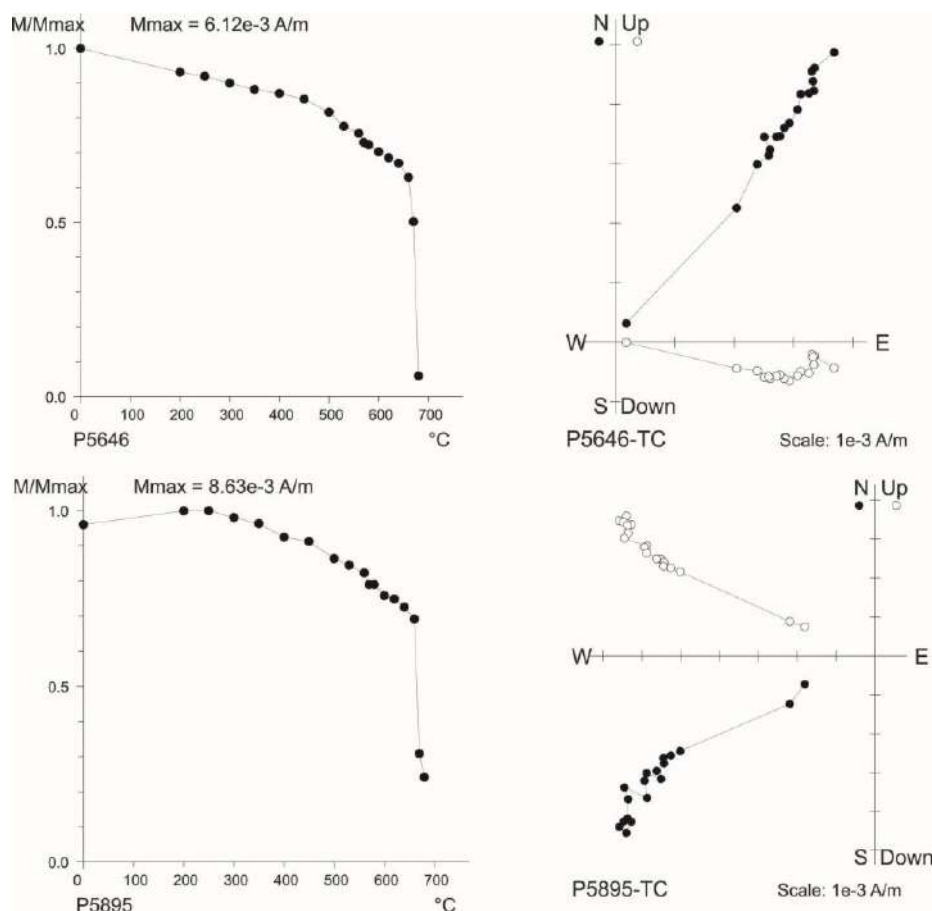 M/Mmax Mmax = 6.12e-3 A/m
1.0
0.5
0.0
0 100 200 300 400 500 600 700
P5646 °C
N Up
W E
S Down
P5646-TC Scale: 1e-3 A/m
M/Mmax Mmax = 8.63e-3 A/m
1.0
0.5
0.0
0 100 200 300 400 500 600 700
P5895 °C
N Up
W E
S Down
P5895-TC Scale: 1e-3 A/m